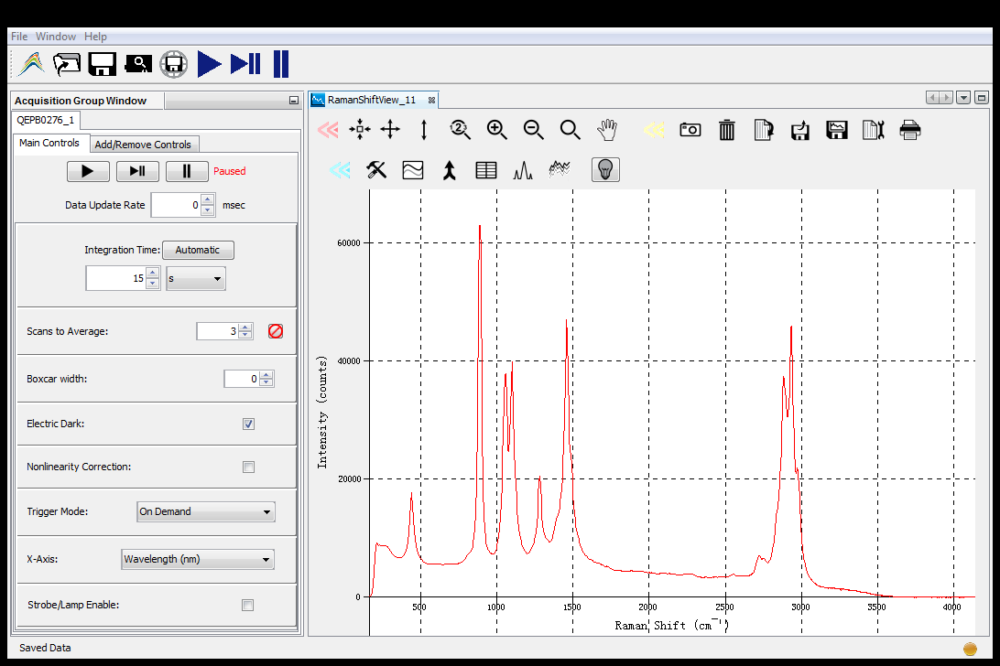 File Window Help
Acquisition Group Window
QEPB0276_1
Main Controls Add/Remove Controls
Paused
Data Update Rate 0 msec
Integration Time: Automatic
15 s
Scans to Average: 3
Boxcar width: 0
Electric Dark:
Nonlinearity Correction:
Trigger Mode: On Demand
X-Axis: Wavelength (nm)
Strobe/Lamp Enable:
Saved Data
RamanShiftView_11
2
60000
40000
20000
0
Intensity (counts)
500 1000 1500 2000 2500 3000 3500 4000
Raman Shift (cm⁻¹)